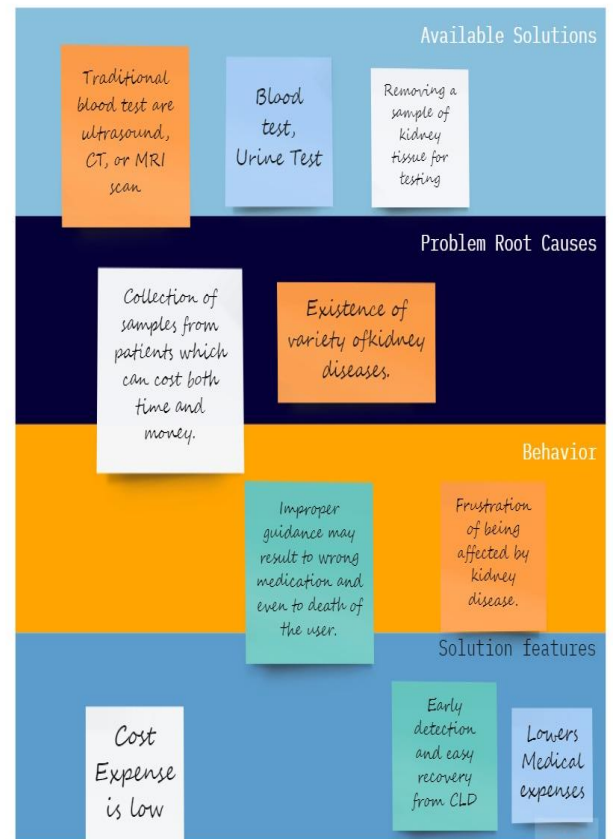 Available Solutions
Traditional
blood test are
ultrasound,
CT, or MRI
scan
Blood
test,
Urine Test
Removing a
sample of
kidney
tissue for
testing
Problem Root Causes
Collection of
samples from
patients which
can cost both
time and
money.
Existence of
variety ofkidney
diseases.
Behavior
Improper
guidance may
result to wrong
medication and
even to death of
the user.
Frustration
of being
affected by
kidney
disease.
Solution features
Cost
Expense
is low
Early
detection
and easy
recovery
from CLD
Lowers
Medical
expenses